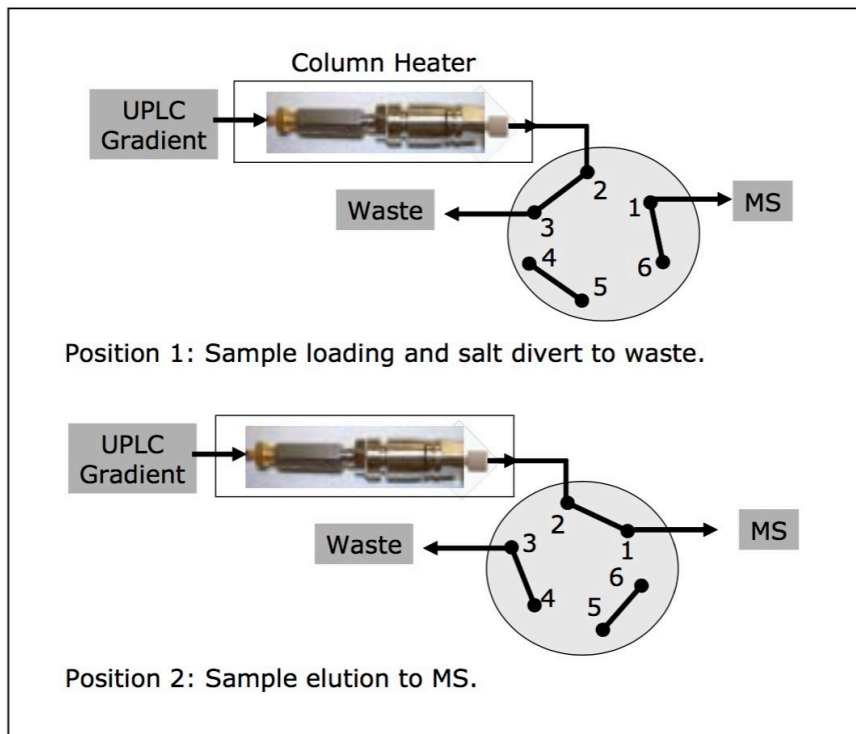 Column Heater
UPLC
Gradient
Waste
MS
2
1
3
4
6
5
Position 1: Sample loading and salt divert to waste.
UPLC
Gradient
Waste
MS
2
3
1
6
4
5
Position 2: Sample elution to MS.